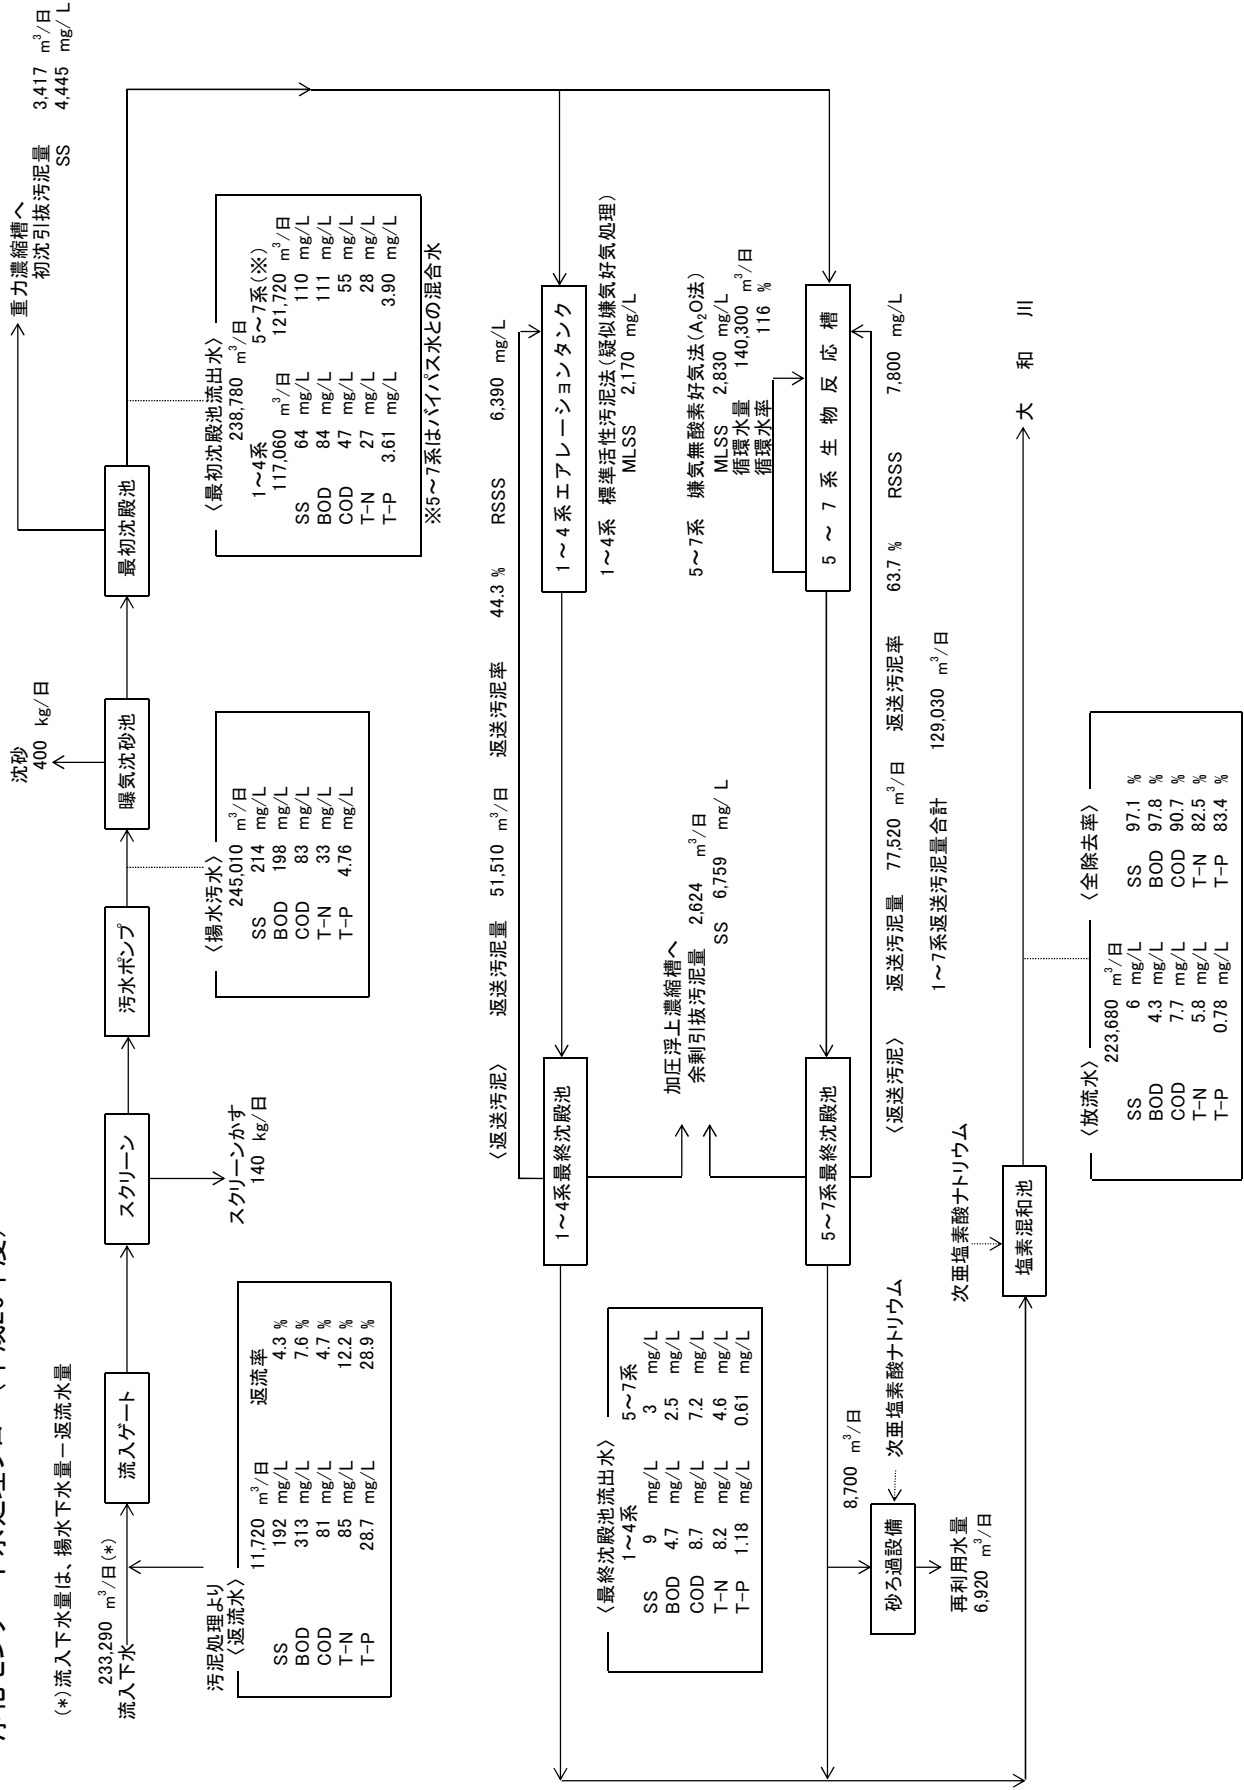 (*)流入下水量は、揚水下水量－返流水量
233,290 m³/日(*)
流入下水
流入ゲート
スクリーン
汚水ポンプ
曝気沈砂池
最初沈殿池
スクリーンかす
140 kg/日
沈砂
400 kg/日
重力濃縮槽へ
初沈引抜汚泥量 3,417 m³/日
SS 4,445 mg/L
汚泥処理より
〈返流水〉
11,720 m³/日 返流率
SS 192 mg/L 4.3 %
BOD 313 mg/L 7.6 %
COD 81 mg/L 4.7 %
T-N 85 mg/L 12.2 %
T-P 28.7 mg/L 28.9 %
〈揚水汚水〉
245,010 m³/日
SS 214 mg/L
BOD 198 mg/L
COD 83 mg/L
T-N 33 mg/L
T-P 4.76 mg/L
〈最初沈殿池流出水〉
238,780 m³/日
1～4系 5～7系(※)
117,060 m³/日 121,720 m³/日
SS 64 mg/L 110 mg/L
BOD 84 mg/L 111 mg/L
COD 47 mg/L 55 mg/L
T-N 27 mg/L 28 mg/L
T-P 3.61 mg/L 3.90 mg/L
※5～7系はバイパス水との混合水
〈返送汚泥〉 返送汚泥量 51,510 m³/日 返送汚泥率 44.3 % RSSS 6,390 mg/L
1～4系最終沈殿池
1～4系エアレーションタンク
1～4系 標準活性汚泥法(疑似嫌気好気処理)
MLSS 2,170 mg/L
加圧浮上濃縮槽へ
余剰引抜汚泥量 2,624 m³/日
SS 6,759 mg/L
5～7系 嫌気無酸素好気法(A₂O法)
MLSS 2,830 mg/L
循環水量 140,300 m³/日
循環水率 116 %
5～7系最終沈殿池
5～7系生物反応槽
〈返送汚泥〉 返送汚泥量 77,520 m³/日 返送汚泥率 63.7 % RSSS 7,800 mg/L
1～7系返送汚泥量合計 129,030 m³/日
〈最終沈殿池流出水〉
1～4系 5～7系
SS 9 mg/L 3 mg/L
BOD 4.7 mg/L 2.5 mg/L
COD 8.7 mg/L 7.2 mg/L
T-N 8.2 mg/L 4.6 mg/L
T-P 1.18 mg/L 0.61 mg/L
8,700 m³/日
砂ろ過設備
次亜塩素酸ナトリウム
再利用水量
6,920 m³/日
次亜塩素酸ナトリウム
塩素混和池
大和川
〈放流水〉 〈全除去率〉
223,680 m³/日
SS 6 mg/L SS 97.1 %
BOD 4.3 mg/L BOD 97.8 %
COD 7.7 mg/L COD 90.7 %
T-N 5.8 mg/L T-N 82.5 %
T-P 0.78 mg/L T-P 83.4 %